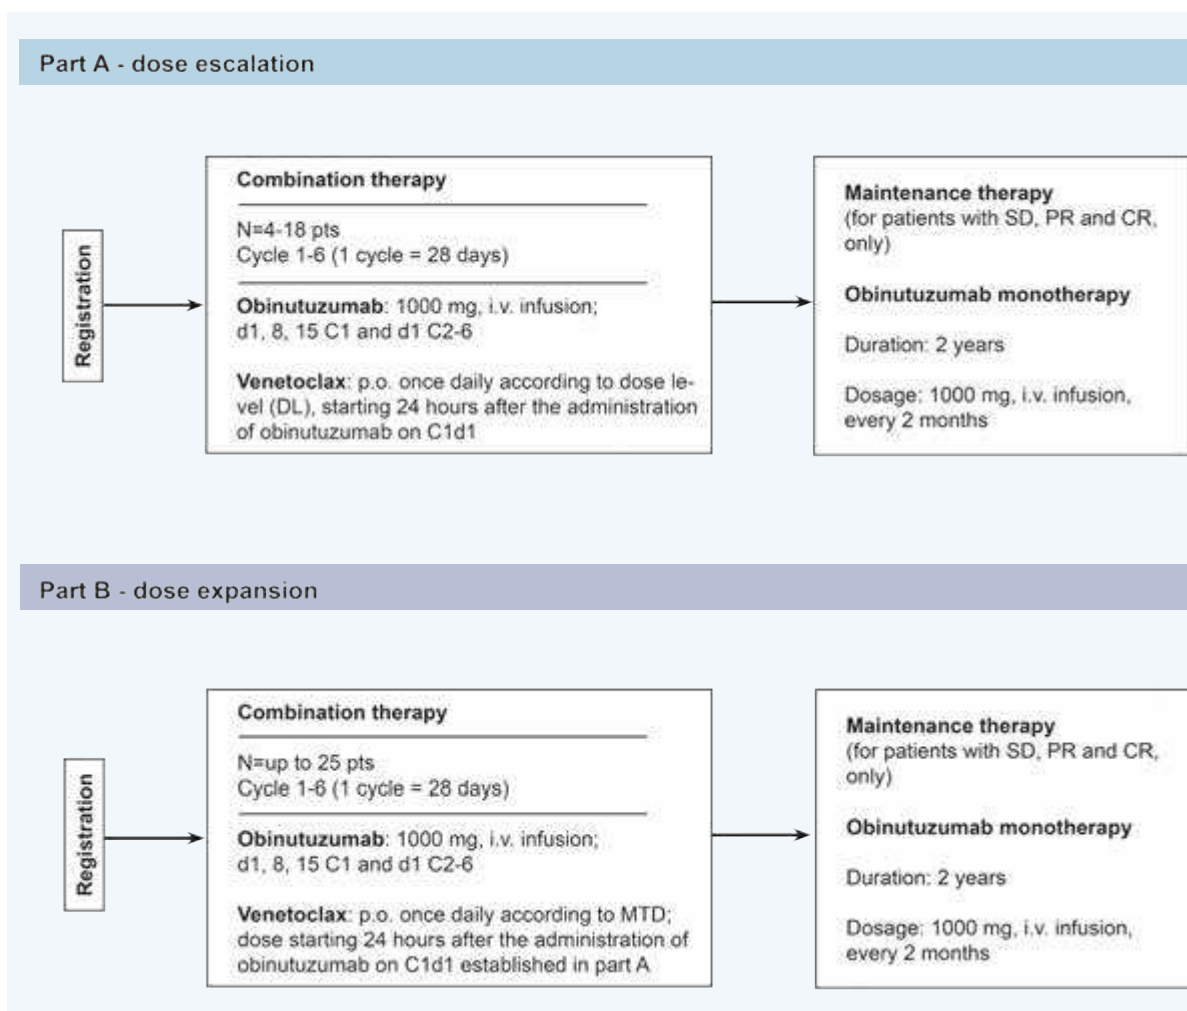 Part A - dose escalation
Registration
Combination therapy
N=4-18 pts
Cycle 1-6 (1 cycle = 28 days)
Obinutuzumab: 1000 mg, i.v. infusion;
d1, 8, 15 C1 and d1 C2-6
Venetoclax: p.o. once daily according to dose le-
vel (DL), starting 24 hours after the administration
of obinutuzumab on C1d1
Maintenance therapy
(for patients with SD, PR and CR,
only)
Obinutuzumab monotherapy
Duration: 2 years
Dosage: 1000 mg, i.v. infusion,
every 2 months
Part B - dose expansion
Registration
Combination therapy
N=up to 25 pts
Cycle 1-6 (1 cycle = 28 days)
Obinutuzumab: 1000 mg, i.v. infusion;
d1, 8, 15 C1 and d1 C2-6
Venetoclax: p.o. once daily according to MTD;
dose starting 24 hours after the administration of
obinutuzumab on C1d1 established in part A
Maintenance therapy
(for patients with SD, PR and CR,
only)
Obinutuzumab monotherapy
Duration: 2 years
Dosage: 1000 mg, i.v. infusion,
every 2 months